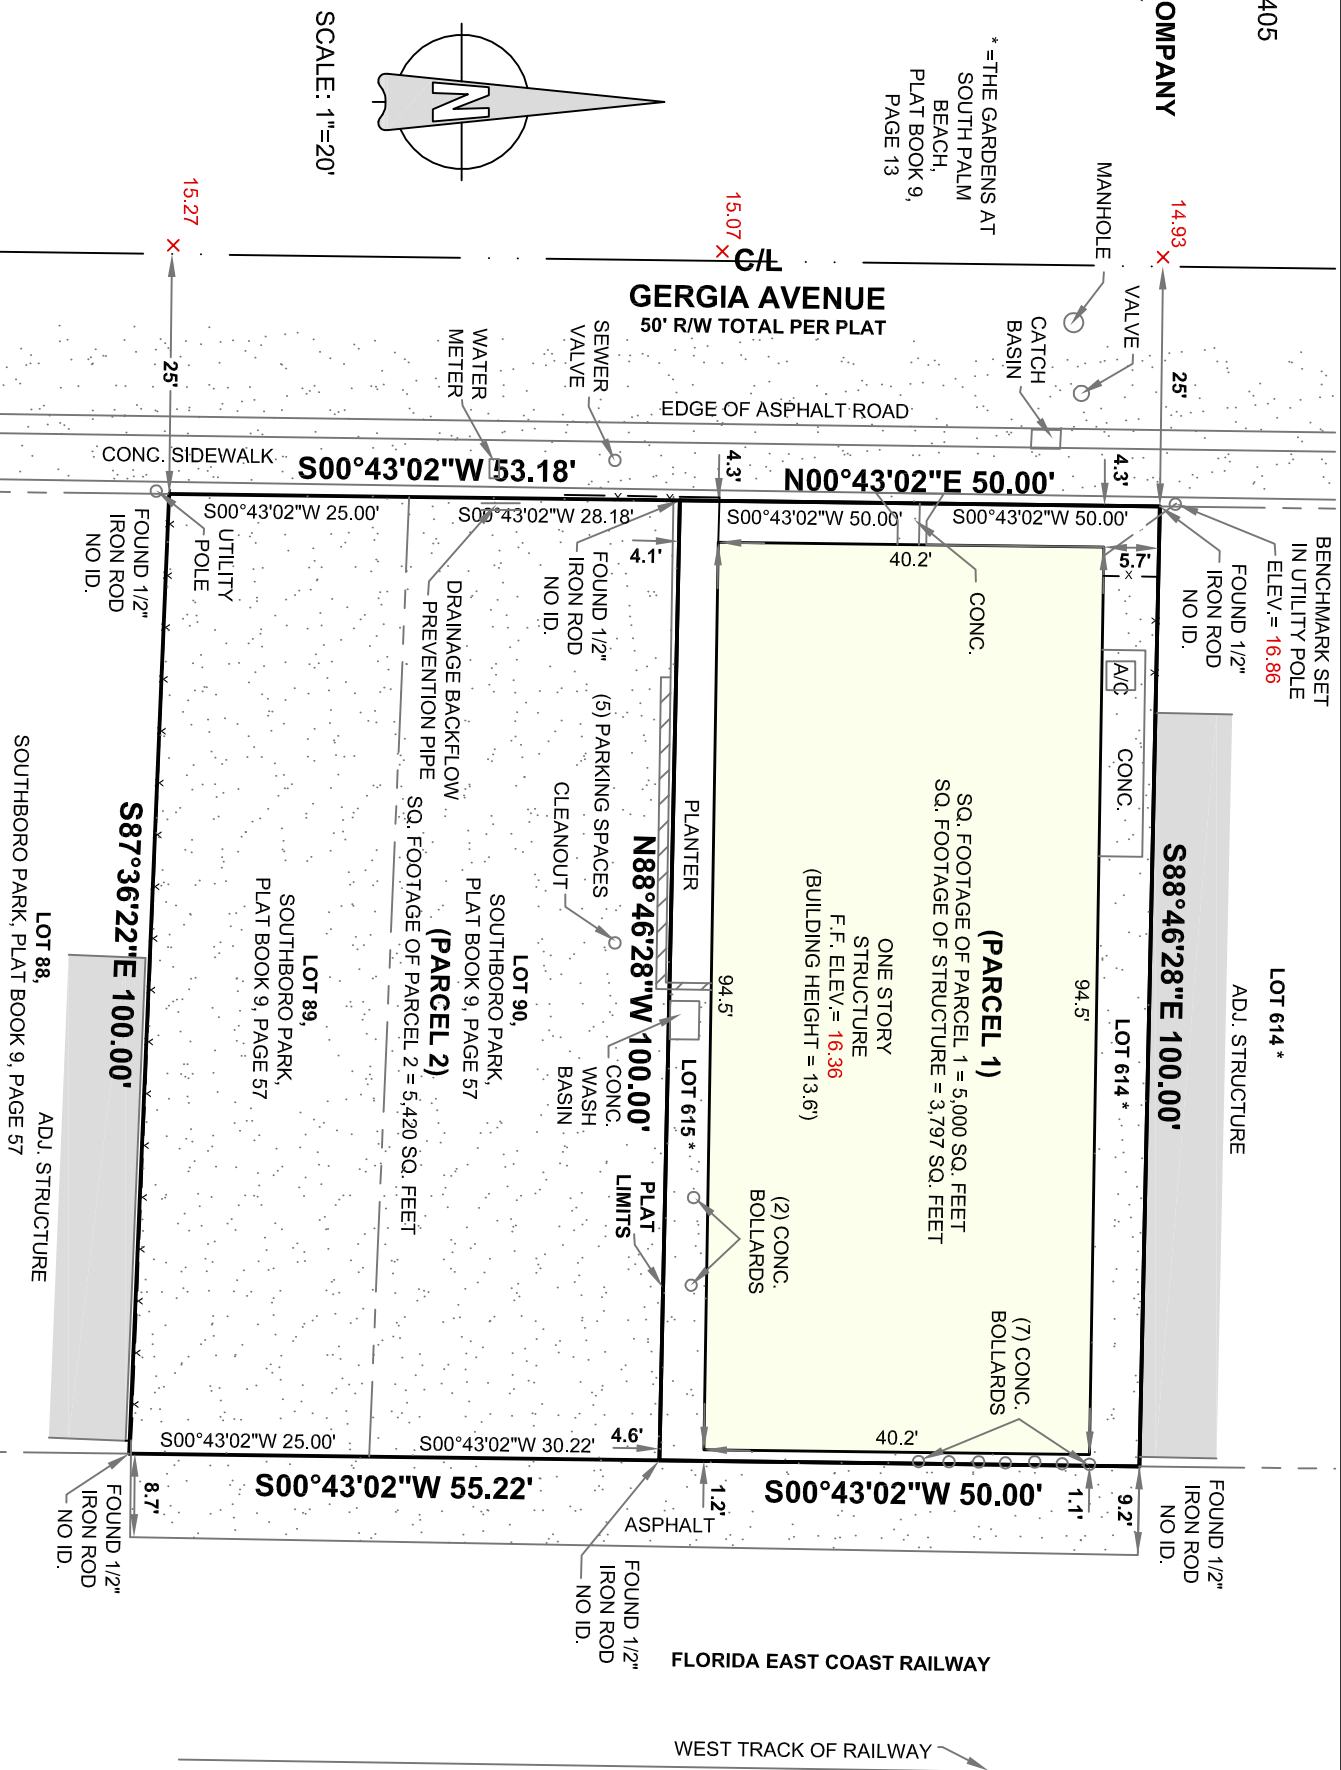 405
OMPANY
* =THE GARDENS AT
SOUTH PALM
BEACH,
PLAT BOOK 9,
PAGE 13
N
SCALE: 1"=20'
15.27
15.07
14.93
MANHOLE
VALVE
CATCH
BASIN
C/L
GERGIA AVENUE
50' R/W TOTAL PER PLAT
25'
25'
SEWER
VALVE
WATER
METER
EDGE OF ASPHALT ROAD
CONC. SIDEWALK
S00°43'02"W 53.18'
4.3'
N00°43'02"E 50.00'
4.3'
S00°43'02"W 25.00'
S00°43'02"W 28.18'
S00°43'02"W 50.00'
S00°43'02"W 50.00'
BENCHMARK SET
IN UTILITY POLE
ELEV.= 16.86
FOUND 1/2"
IRON ROD
NO ID.
FOUND 1/2"
IRON ROD
NO ID.
UTILITY
POLE
FOUND 1/2"
IRON ROD
NO ID.
4.1'
40.2'
5.7'
CONC.
A/C
CONC.
DRAINAGE BACKFLOW
PREVENTION PIPE
(5) PARKING SPACES
CLEANOUT
PLANTER
S88°46'28"E 100.00'
LOT 614 *
ADJ. STRUCTURE
LOT 614 *
94.5'
(PARCEL 1)
SQ. FOOTAGE OF PARCEL 1 = 5,000 SQ. FEET
SQ. FOOTAGE OF STRUCTURE = 3,797 SQ. FEET
ONE STORY
STRUCTURE
F.F. ELEV.= 16.36
(BUILDING HEIGHT = 13.6')
94.5'
LOT 615 *
N88°46'28"W 100.00'
CONC.
WASH
BASIN
LOT 90,
SOUTHBORO PARK,
PLAT BOOK 9, PAGE 57
(PARCEL 2)
SQ. FOOTAGE OF PARCEL 2 = 5,420 SQ. FEET
LOT 89,
SOUTHBORO PARK,
PLAT BOOK 9, PAGE 57
S87°36'22"E 100.00'
LOT 88,
SOUTHBORO PARK, PLAT BOOK 9, PAGE 57
ADJ. STRUCTURE
PLAT
LIMITS
(2) CONC.
BOLLARDS
(7) CONC.
BOLLARDS
S00°43'02"W 25.00'
S00°43'02"W 30.22'
4.6'
40.2'
S00°43'02"W 55.22'
S00°43'02"W 50.00'
8.7'
1.2'
1.1'
9.2'
ASPHALT
FOUND 1/2"
IRON ROD
NO ID.
FOUND 1/2"
IRON ROD
NO ID.
FOUND 1/2"
IRON ROD
NO ID.
FLORIDA EAST COAST RAILWAY
WEST TRACK OF RAILWAY